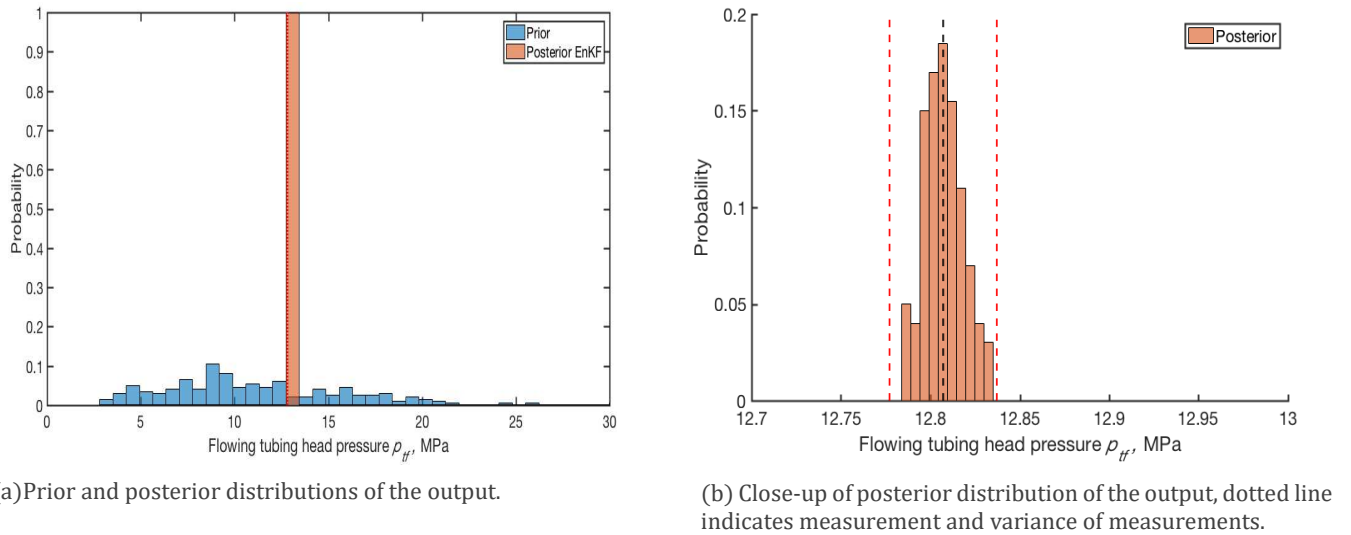 1
0.9
0.8
0.7
0.6
0.5
0.4
0.3
0.2
0.1
0
Probability
Prior
Posterior EnKF
0 5 10 15 20 25 30
Flowing tubing head pressure p_tf, MPa
(a)Prior and posterior distributions of the output.
0.2
0.15
0.1
0.05
0
Probability
Posterior
12.7 12.75 12.8 12.85 12.9 12.95 13
Flowing tubing head pressure p_tf, MPa
(b) Close-up of posterior distribution of the output, dotted line
indicates measurement and variance of measurements.